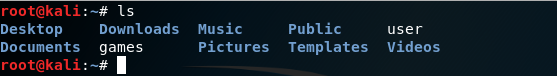 root@kali:~# ls
Desktop Downloads Music Public user
Documents games Pictures Templates Videos
root@kali:~#